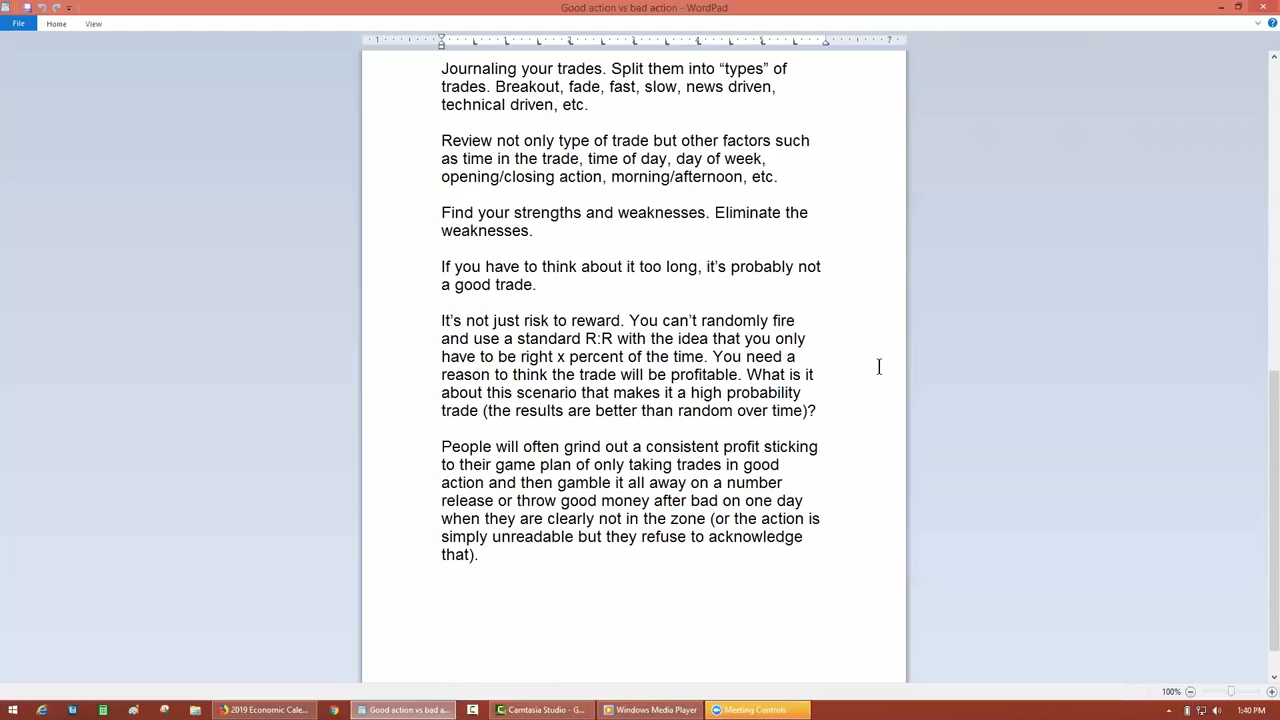 Good action vs bad action - WordPad
File Home View
1 1 2 3 4 5 7
Journaling your trades. Split them into “types” of
trades. Breakout, fade, fast, slow, news driven,
technical driven, etc.
Review not only type of trade but other factors such
as time in the trade, time of day, day of week,
opening/closing action, morning/afternoon, etc.
Find your strengths and weaknesses. Eliminate the
weaknesses.
If you have to think about it too long, it’s probably not
a good trade.
It’s not just risk to reward. You can’t randomly fire
and use a standard R:R with the idea that you only
have to be right x percent of the time. You need a
reason to think the trade will be profitable. What is it
about this scenario that makes it a high probability
trade (the results are better than random over time)?
People will often grind out a consistent profit sticking
to their game plan of only taking trades in good
action and then gamble it all away on a number
release or throw good money after bad on one day
when they are clearly not in the zone (or the action is
simply unreadable but they refuse to acknowledge
that).
100%
2019 Economic Cale... Good action vs bad a... Camtasia Studio - G... Windows Media Player Meeting Controls 1:40 PM